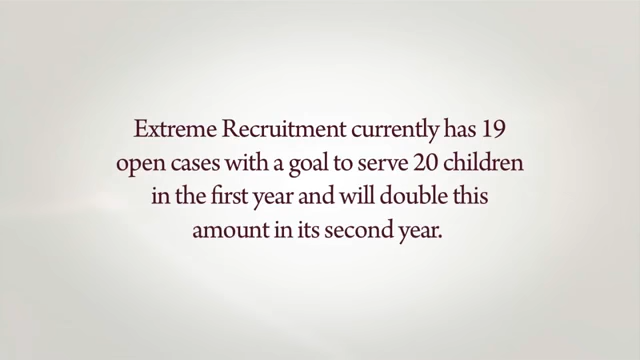 Extreme Recruitment currently has 19
open cases with a goal to serve 20 children
in the first year and will double this
amount in its second year.